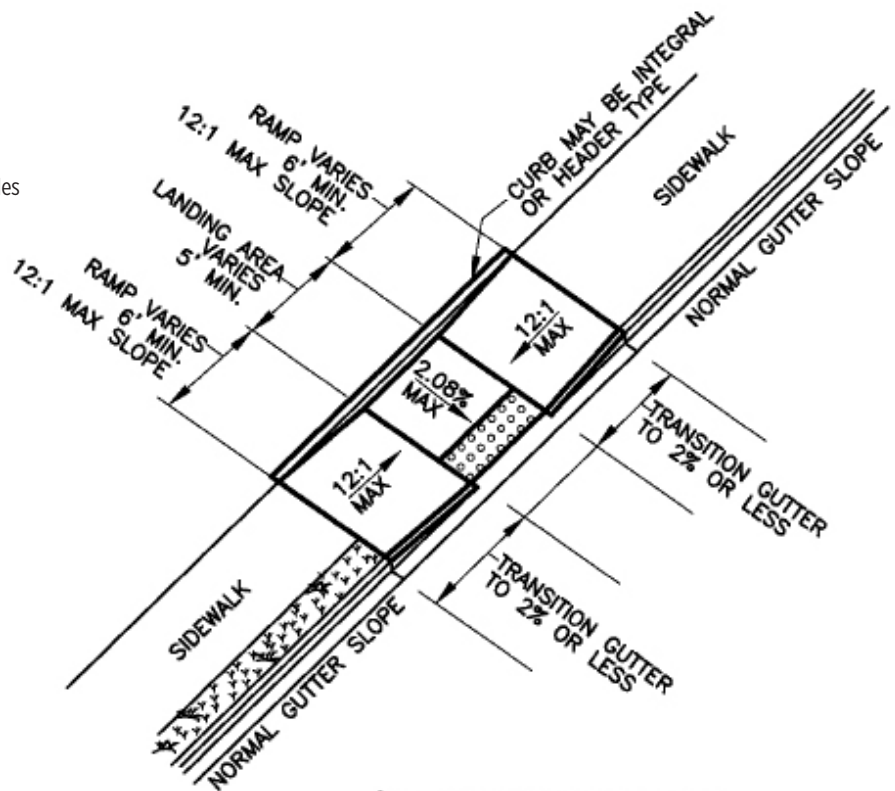 CURB MAY BE INTEGRAL
OR HEADER TYPE
RAMP VARIES
6' MIN.
12:1 MAX SLOPE
es
LANDING AREA
VARIES
5' MIN.
RAMP VARIES
6' MIN.
12:1 MAX SLOPE
SIDEWALK
NORMAL GUTTER SLOPE
12:1
MAX
2.08%
MAX
12:1
MAX
TRANSITION GUTTER
TO 2% OR LESS
TRANSITION GUTTER
TO 2% OR LESS
SIDEWALK
NORMAL GUTTER SLOPE